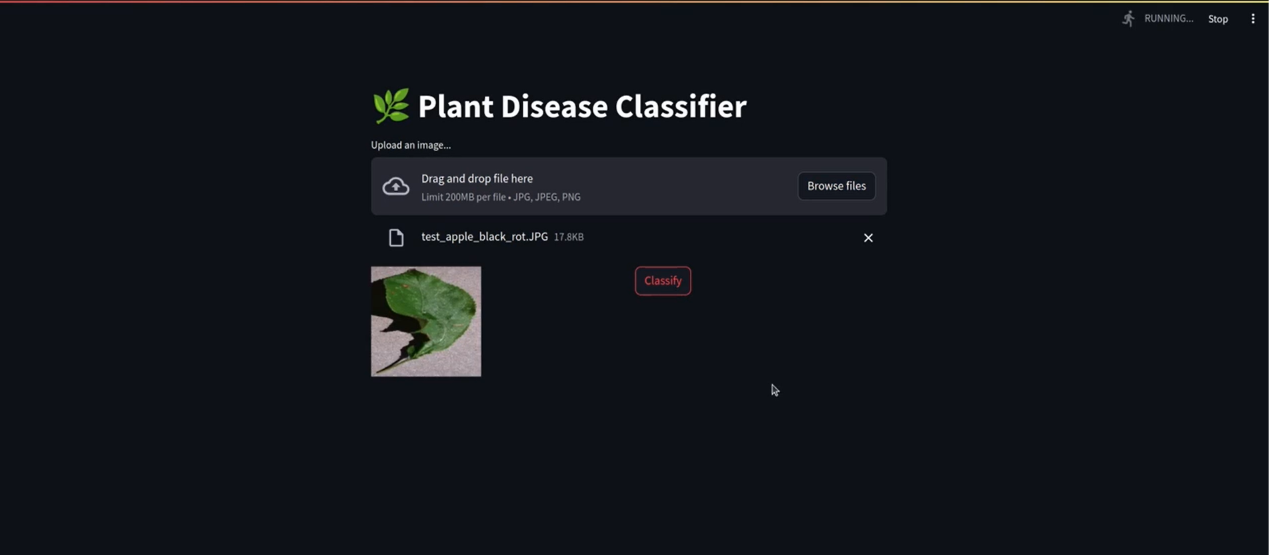 RUNNING...
Stop
Plant Disease Classifier
Upload an image...
Drag and drop file here
Limit 200MB per file • JPG, JPEG, PNG
Browse files
test_apple_black_rot.JPG 17.8KB
Classify